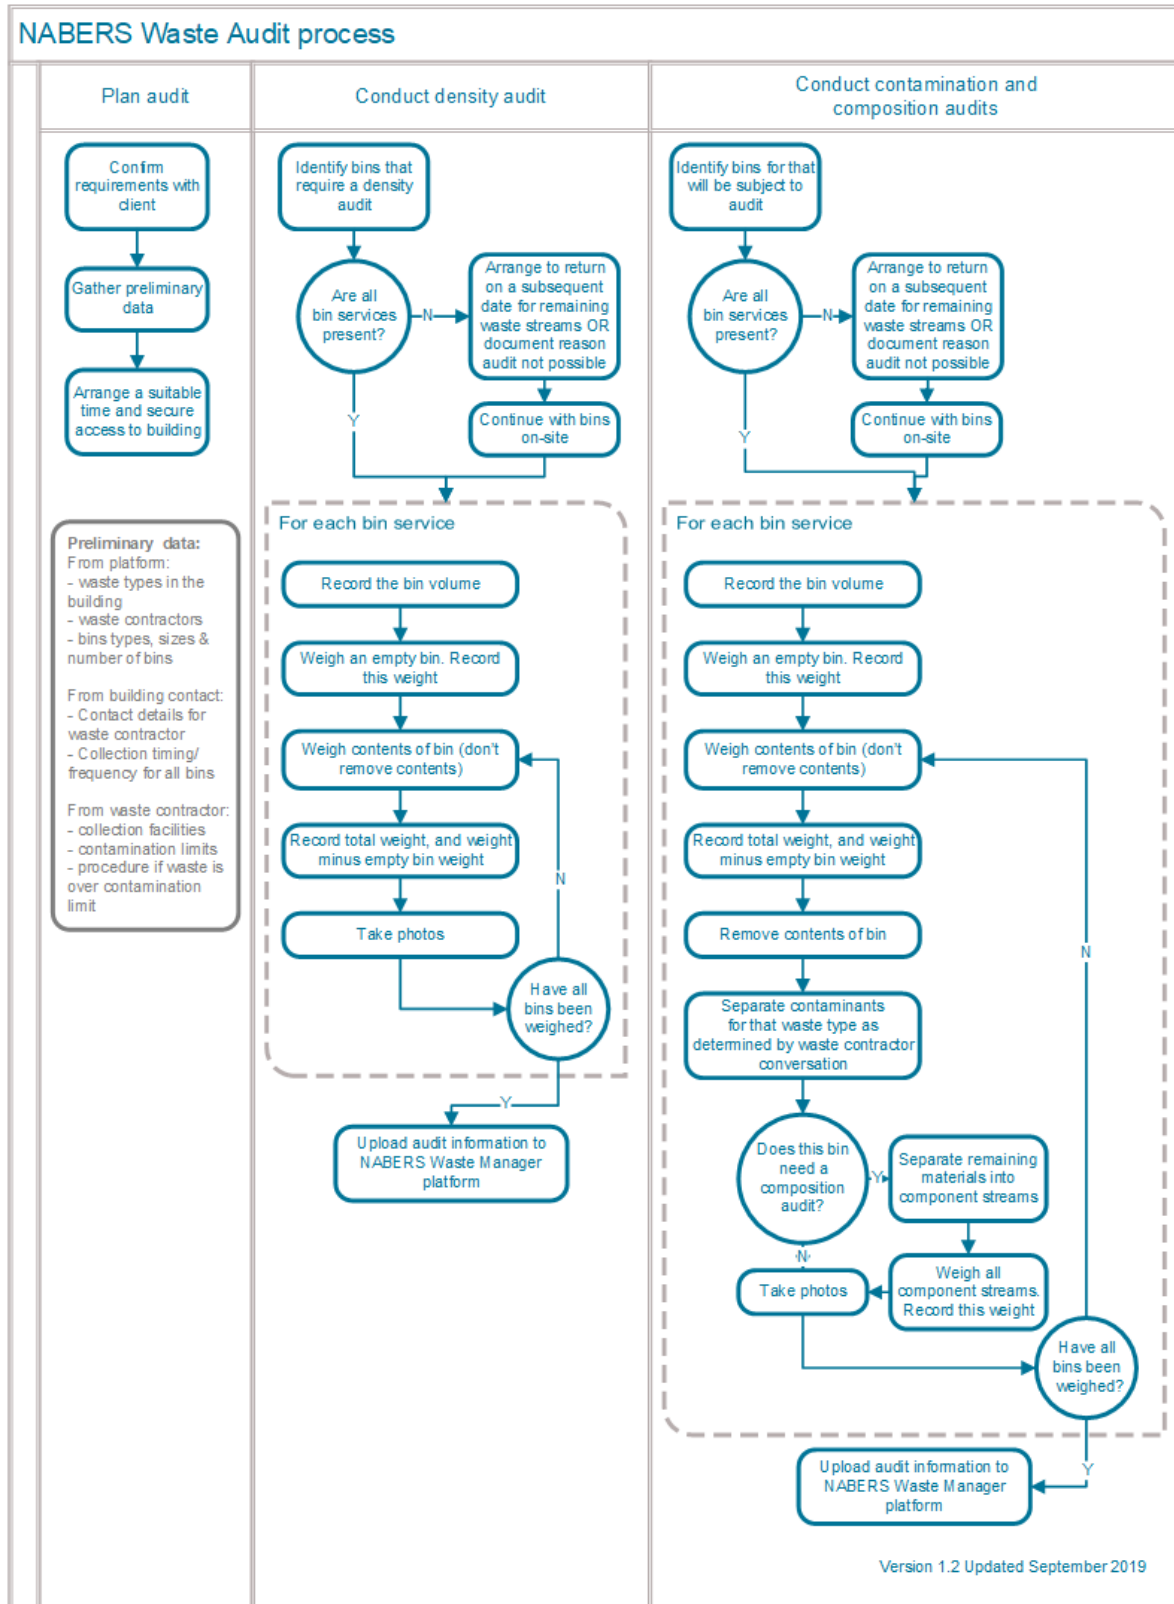 NABERS Waste Audit process
Plan audit
Confirm
requirements with
client
Gather preliminary
data
Arrange a suitable
time and secure
access to building
Preliminary data:
From platform:
- waste types in the
building
- waste contractors
- bins types, sizes &
number of bins
From building contact:
- Contact details for
waste contractor
- Collection timing/
frequency for all bins
From waste contractor:
- collection facilities
- contamination limits
- procedure if waste is
over contamination
limit
Conduct density audit
Identify bins that
require a density
audit
Are all
bin services
present?
N
Arrange to return
on a subsequent
date for remaining
waste streams OR
document reason
audit not possible
Y
Continue with bins
on-site
For each bin service
Record the bin volume
Weigh an empty bin. Record
this weight
Weigh contents of bin (don't
remove contents)
Record total weight, and weight
minus empty bin weight
N
Take photos
Have all
bins been
weighed?
Y
Upload audit information to
NABERS Waste Manager
platform
Conduct contamination and
composition audits
Identify bins for that
will be subject to
audit
Are all
bin services
present?
N
Arrange to return
on a subsequent
date for remaining
waste streams OR
document reason
audit not possible
Y
Continue with bins
on-site
For each bin service
Record the bin volume
Weigh an empty bin. Record
this weight
Weigh contents of bin (don't
remove contents)
Record total weight, and weight
minus empty bin weight
Remove contents of bin
N
Separate contaminants
for that waste type as
determined by waste contractor
conversation
Does this bin
need a
composition
audit?
Y
Separate remaining
materials into
component streams
N
Take photos
Weigh all
component streams.
Record this weight
Have all
bins been
weighed?
Y
Upload audit information to
NABERS Waste Manager
platform
Version 1.2 Updated September 2019